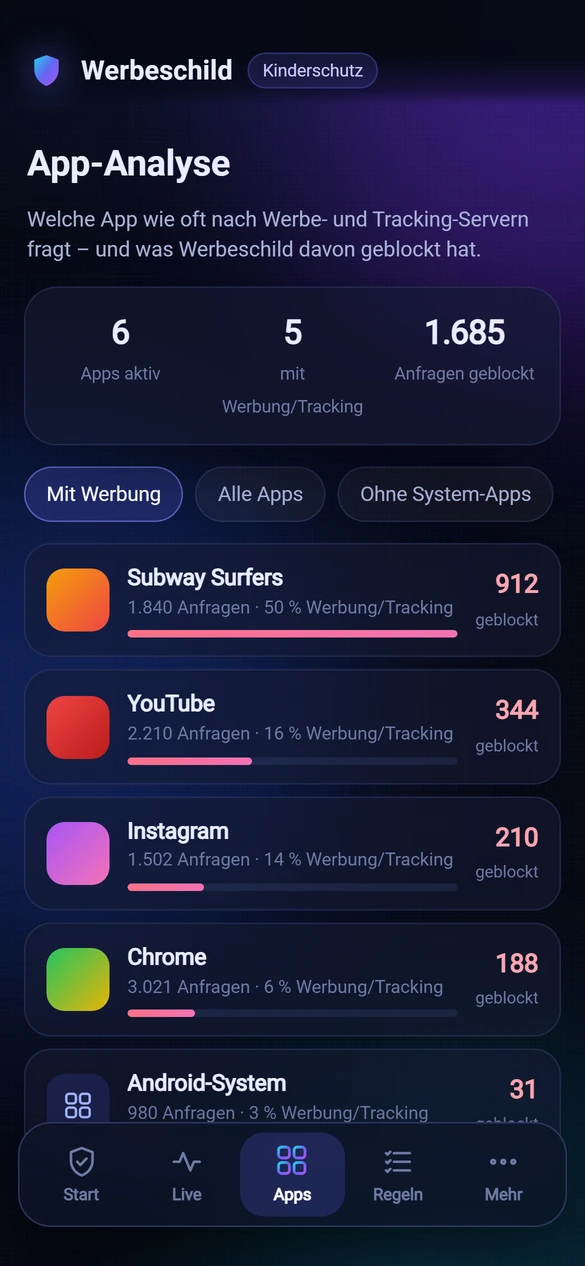 Werbeschild
Kinderschutz
App-Analyse
Welche App wie oft nach Werbe- und Tracking-Servern
fragt – und was Werbeschild davon geblockt hat.
6
Apps aktiv
5
mit
Werbung/Tracking
1.685
Anfragen geblockt
Mit Werbung
Alle Apps
Ohne System-Apps
Subway Surfers
1.840 Anfragen · 50 % Werbung/Tracking
912
geblockt
YouTube
2.210 Anfragen · 16 % Werbung/Tracking
344
geblockt
Instagram
1.502 Anfragen · 14 % Werbung/Tracking
210
geblockt
Chrome
3.021 Anfragen · 6 % Werbung/Tracking
188
geblockt
Android-System
980 Anfragen · 3 % Werbung/Tracking
31
geblockt
Start
Live
Apps
Regeln
Mehr